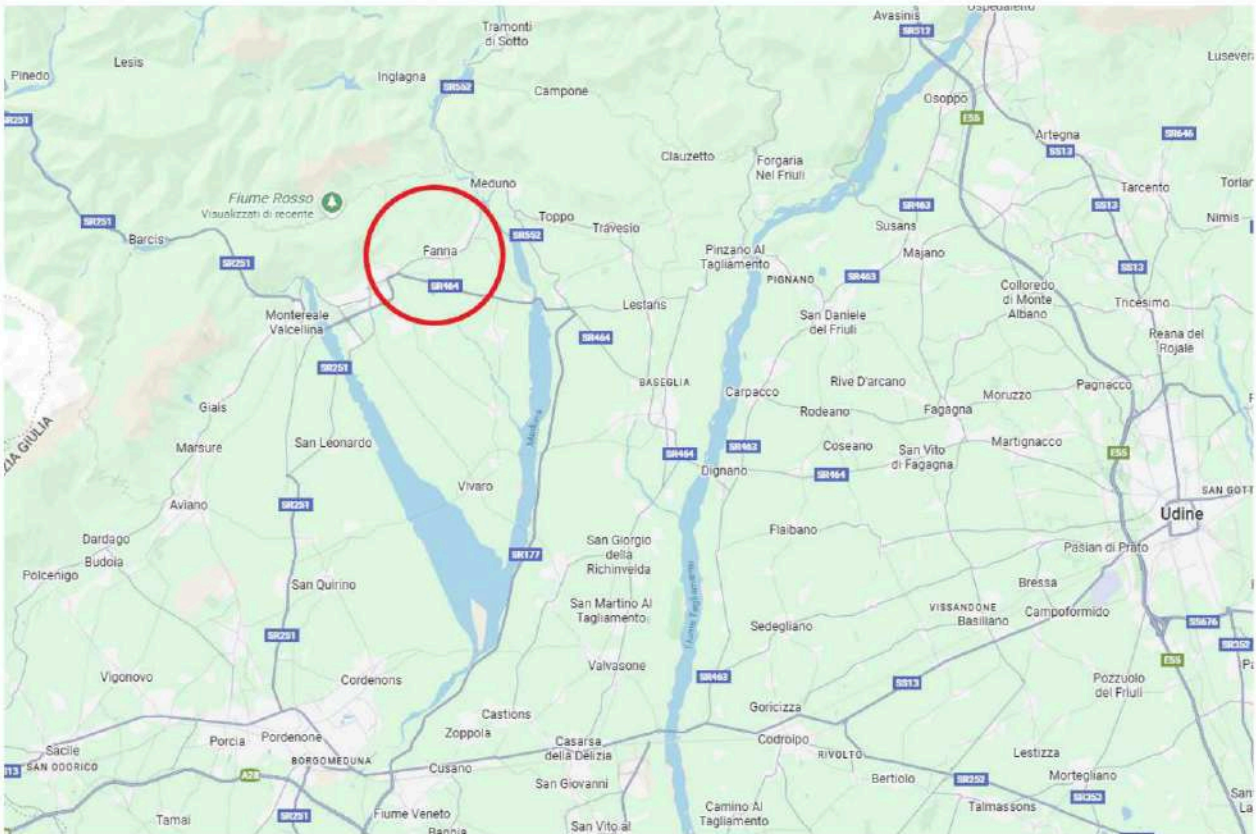 Ospedaletto
Avasinis
SR512
Tramonti
di Sotto
Lesis
Pinedo
Inglagna
SR552
Campone
Osoppo
E55
Artegna
SS13
SR646
SR251
Clauzetto
Forgaria
Nel Friuli
Meduno
Tarcento
Fiume Rosso
Visualizzati di recente
SR251
Barcis
SR251
Toppo
SR552
Travesio
SR463
Susans
SS13
Nimis
Fanna
Pinzano Al
Tagliamento
PIGNANO
SR463
Majano
SS13
SR464
Colloredo
di Monte
Albano
Tricesimo
Montereale
Valcellina
Lestans
San Daniele
del Friuli
Reana del
Rojale
SR464
SR251
BASEGLIA
Carpacco
Rive D'arcano
Moruzzo
Pagnacco
Giais
Rodeano
Fagagna
ZIA GIULIA
Marsure
San Leonardo
SR464
SR463
Coseano
San Vito
di Fagagna
Martignacco
E55
Dignano
SR464
Vivaro
Aviano
SR251
Udine
Flaibano
Dardago
Budoia
San Giorgio
della
Richinvelda
SR177
Pasian di Prato
Polcenigo
San Quirino
Bressa
San Martino Al
Tagliamento
Fiume Tagliamento
VISSANDONE
Basiliano
Campoformido
SR251
Sedegliano
SS676
SR352
Valvasone
E55
Vigonovo
Cordenons
SR463
SS13
Pozzuolo
del Friuli
Castions
Goricizza
Porcia
Pordenone
Zoppola
Casarsa
della Delizia
Codroipo
Sacile
SAN ODORICO
BORGOMEDUNA
RIVOLTO
Lestizza
A28
Cusano
San Giovanni
Bertiolo
SR252
Mortegliano
SR353
Tamai
SR251
Fiume Veneto
Camino Al
Tagliamento
Talmassons
San Vito al